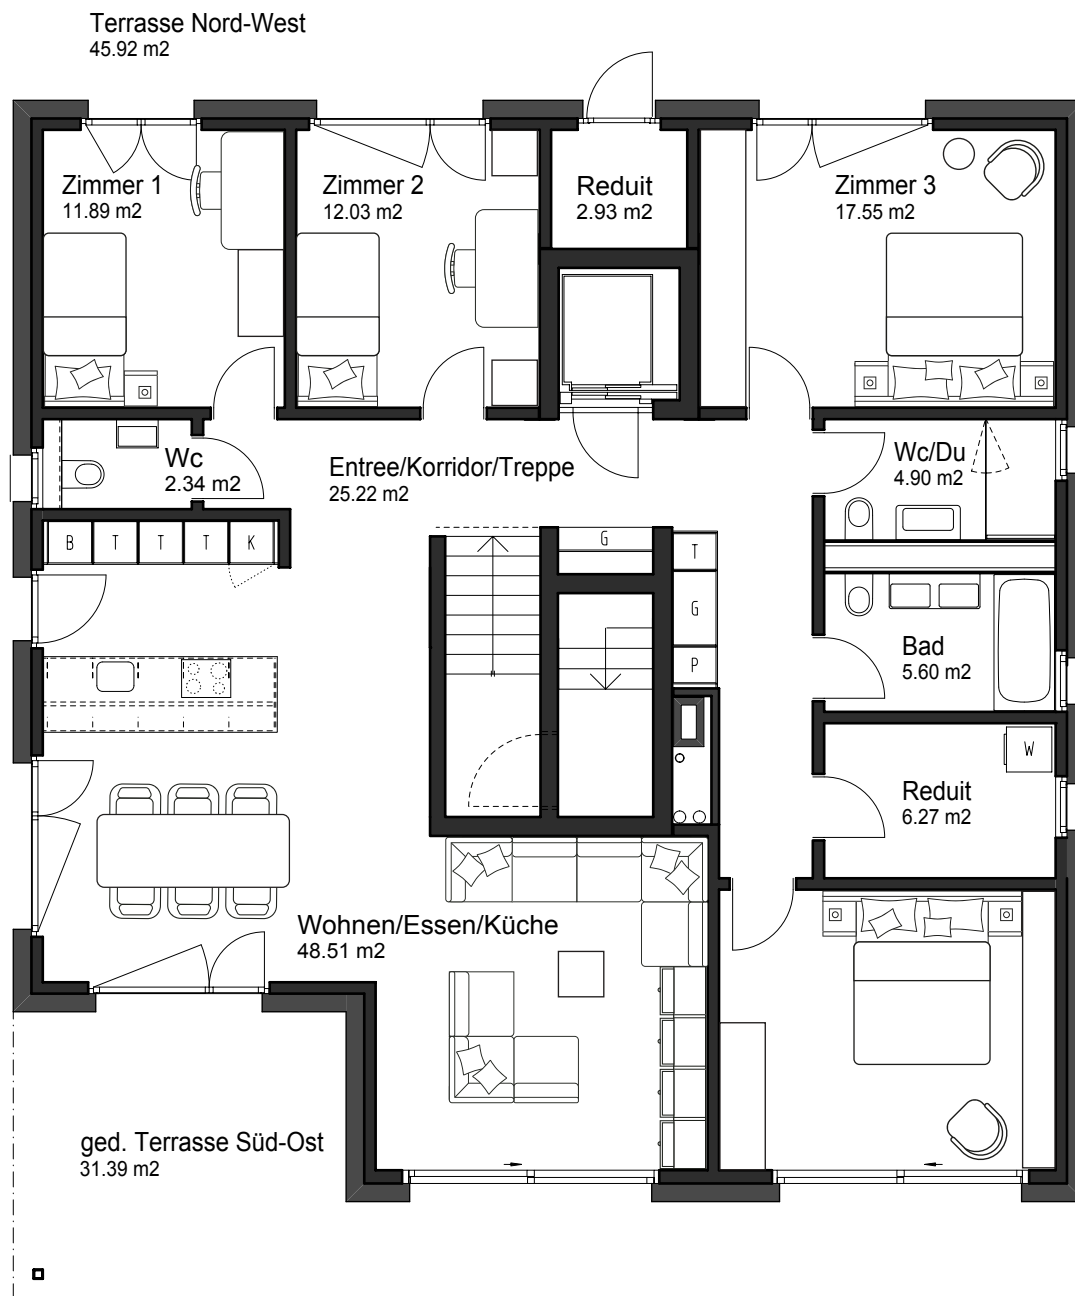 Terrasse Nord-West
45.92 m2
Zimmer 1
11.89 m2
Zimmer 2
12.03 m2
Reduit
2.93 m2
Zimmer 3
17.55 m2
Wc
2.34 m2
Entree/Korridor/Treppe
25.22 m2
Wc/Du
4.90 m2
B T T T K
G
T
G
P
Bad
5.60 m2
W
Reduit
6.27 m2
Wohnen/Essen/Küche
48.51 m2
ged. Terrasse Süd-Ost
31.39 m2